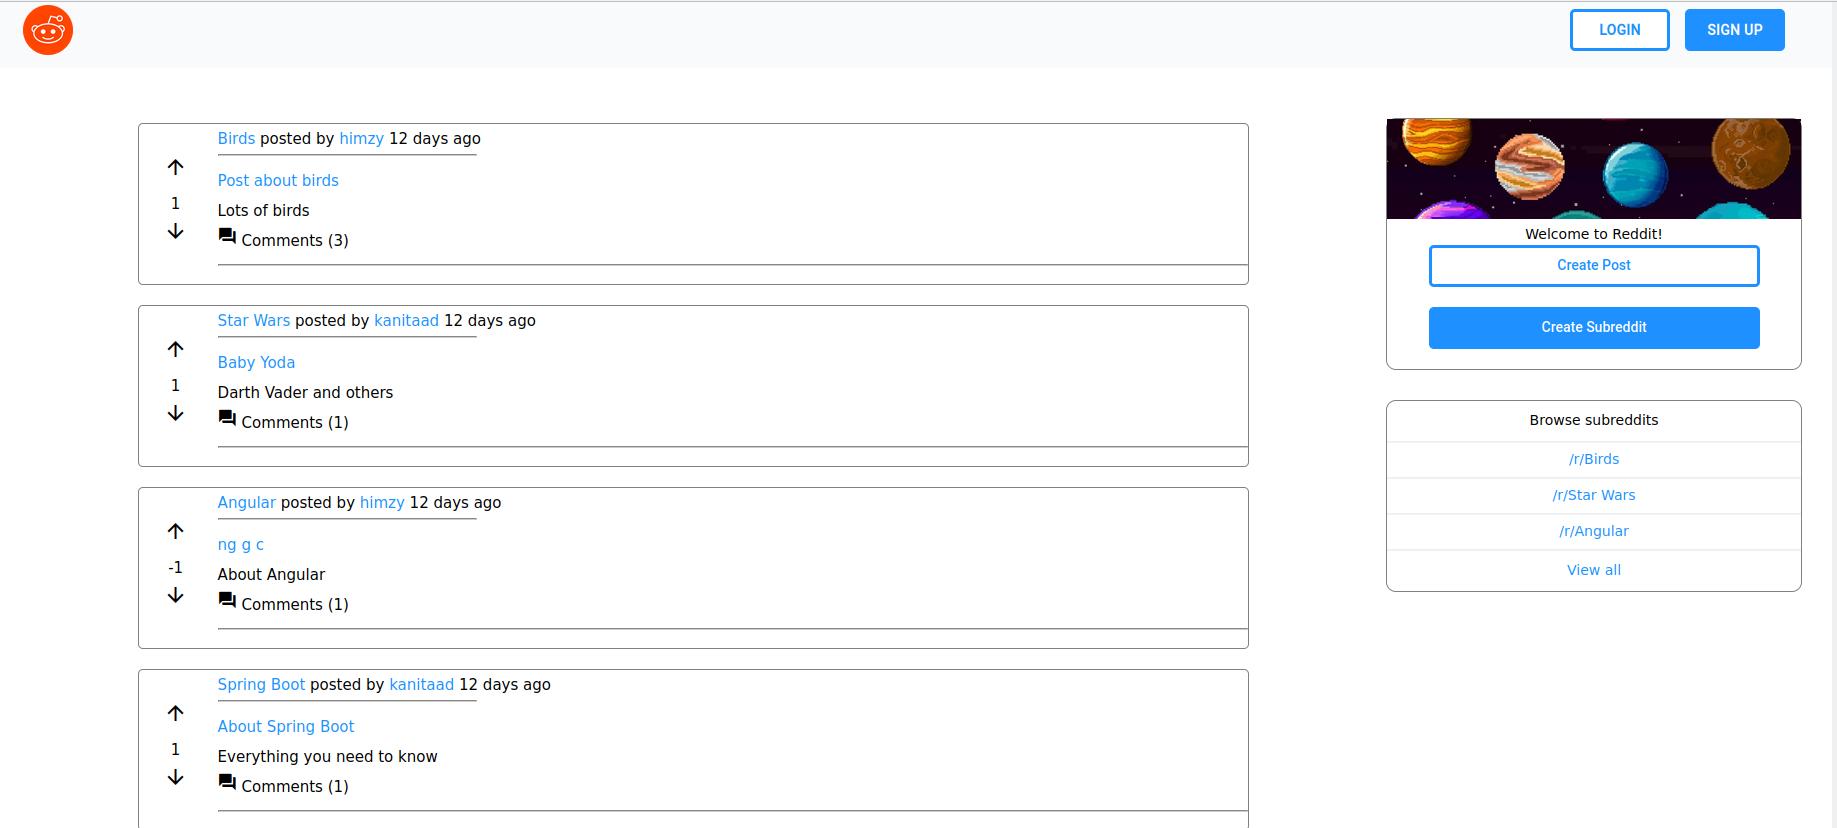 LOGIN
SIGN UP
Birds posted by himzy 12 days ago
1
Post about birds
Lots of birds
Comments (3)
Star Wars posted by kanitaad 12 days ago
1
Baby Yoda
Darth Vader and others
Comments (1)
Angular posted by himzy 12 days ago
-1
ng g c
About Angular
Comments (1)
Spring Boot posted by kanitaad 12 days ago
1
About Spring Boot
Everything you need to know
Comments (1)
Welcome to Reddit!
Create Post
Create Subreddit
Browse subreddits
/r/Birds
/r/Star Wars
/r/Angular
View all